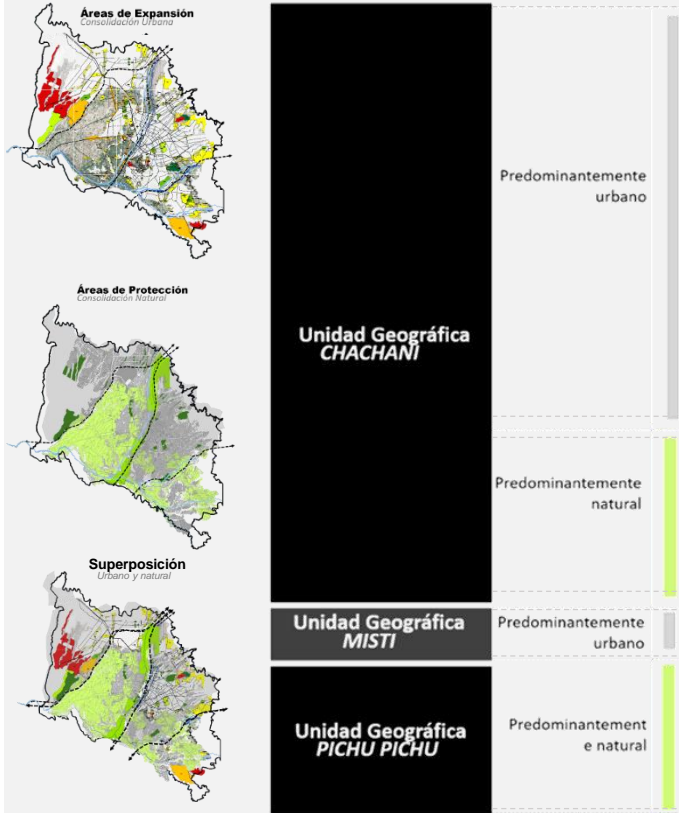 Áreas de Expansión
Consolidación Urbana
Áreas de Protección
Consolidación Natural
Superposición
Urbano y natural
Unidad Geográfica
CHACHANI
Predominantemente
urbano
Predominantemente
natural
Unidad Geográfica
MISTI
Predominantemente
urbano
Unidad Geográfica
PICHU PICHU
Predominantement
e natural